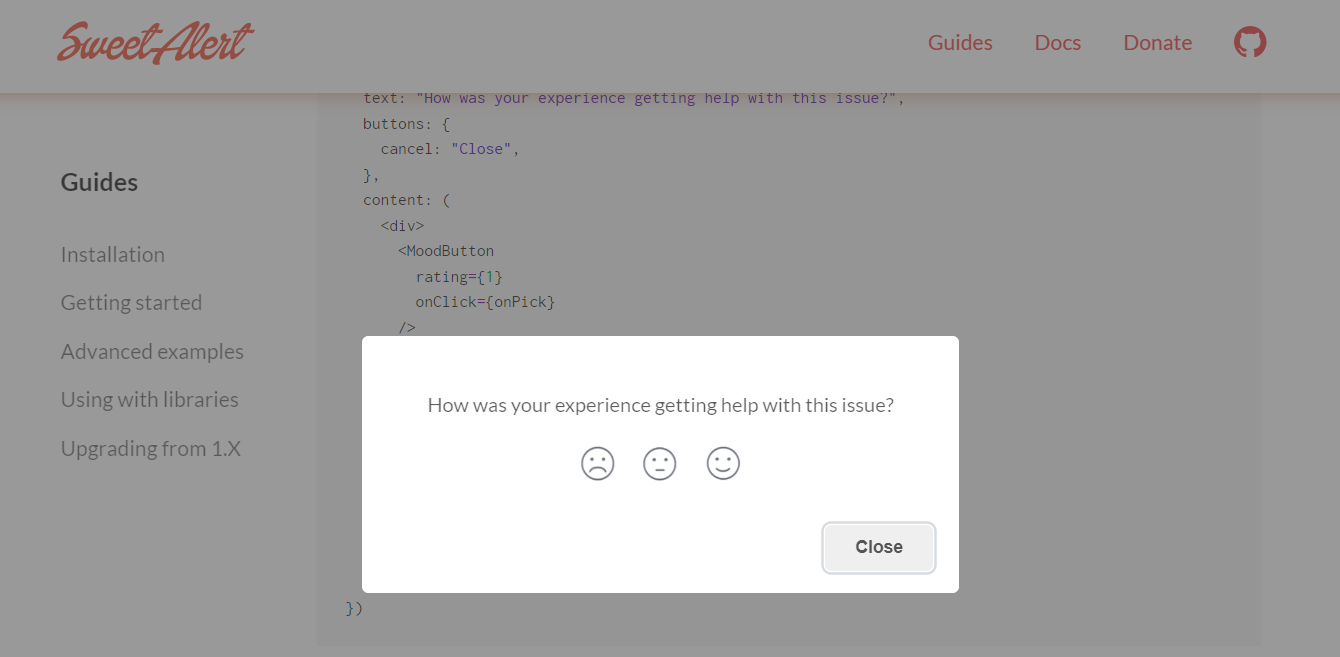 SweetAlert
Guides
Docs
Donate
text: "How was your experience getting help with this issue?",
buttons: {
cancel: "Close",
},
content: (
<div>
<MoodButton
rating={1}
onClick={onPick}
/>
Guides
Installation
Getting started
Advanced examples
Using with libraries
Upgrading from 1.X
How was your experience getting help with this issue?
Close
})